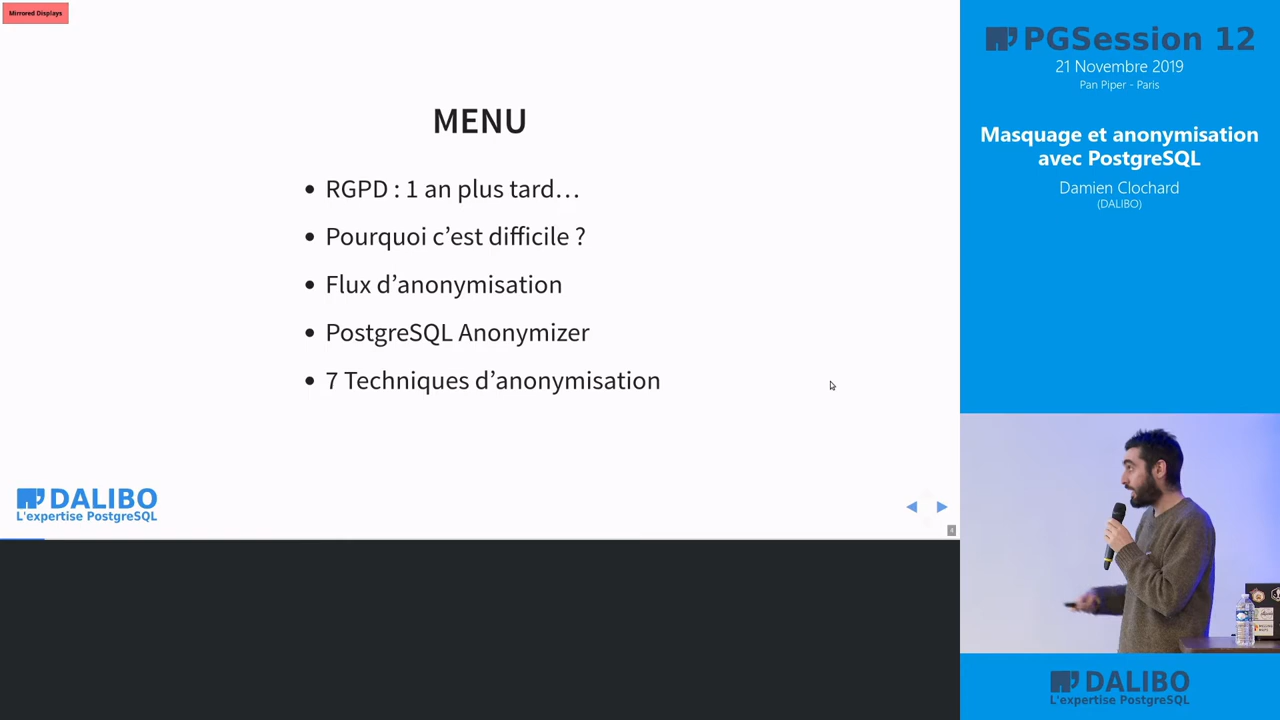 Mirrored Displays
MENU
• RGPD : 1 an plus tard…
• Pourquoi c’est difficile ?
• Flux d’anonymisation
• PostgreSQL Anonymizer
• 7 Techniques d’anonymisation
DALIBO
L'expertise PostgreSQL
PGSession 12
21 Novembre 2019
Pan Piper - Paris
Masquage et anonymisation
avec PostgreSQL
Damien Clochard
(DALIBO)
DALIBO
L'expertise PostgreSQL